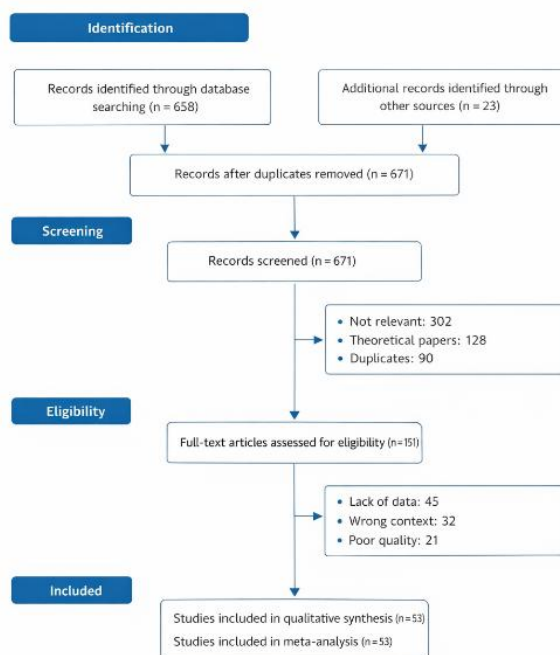 Identification
Records identified through database
searching (n = 658)
Additional records identified through
other sources (n = 23)
Records after duplicates removed (n = 671)
Screening
Records screened (n = 671)
• Not relevant: 302
• Theoretical papers: 128
• Duplicates: 90
Eligibility
Full-text articles assessed for eligibility (n=151)
• Lack of data: 45
• Wrong context: 32
• Poor quality: 21
Included
Studies included in qualitative synthesis (n=53)
Studies included in meta-analysis (n=53)